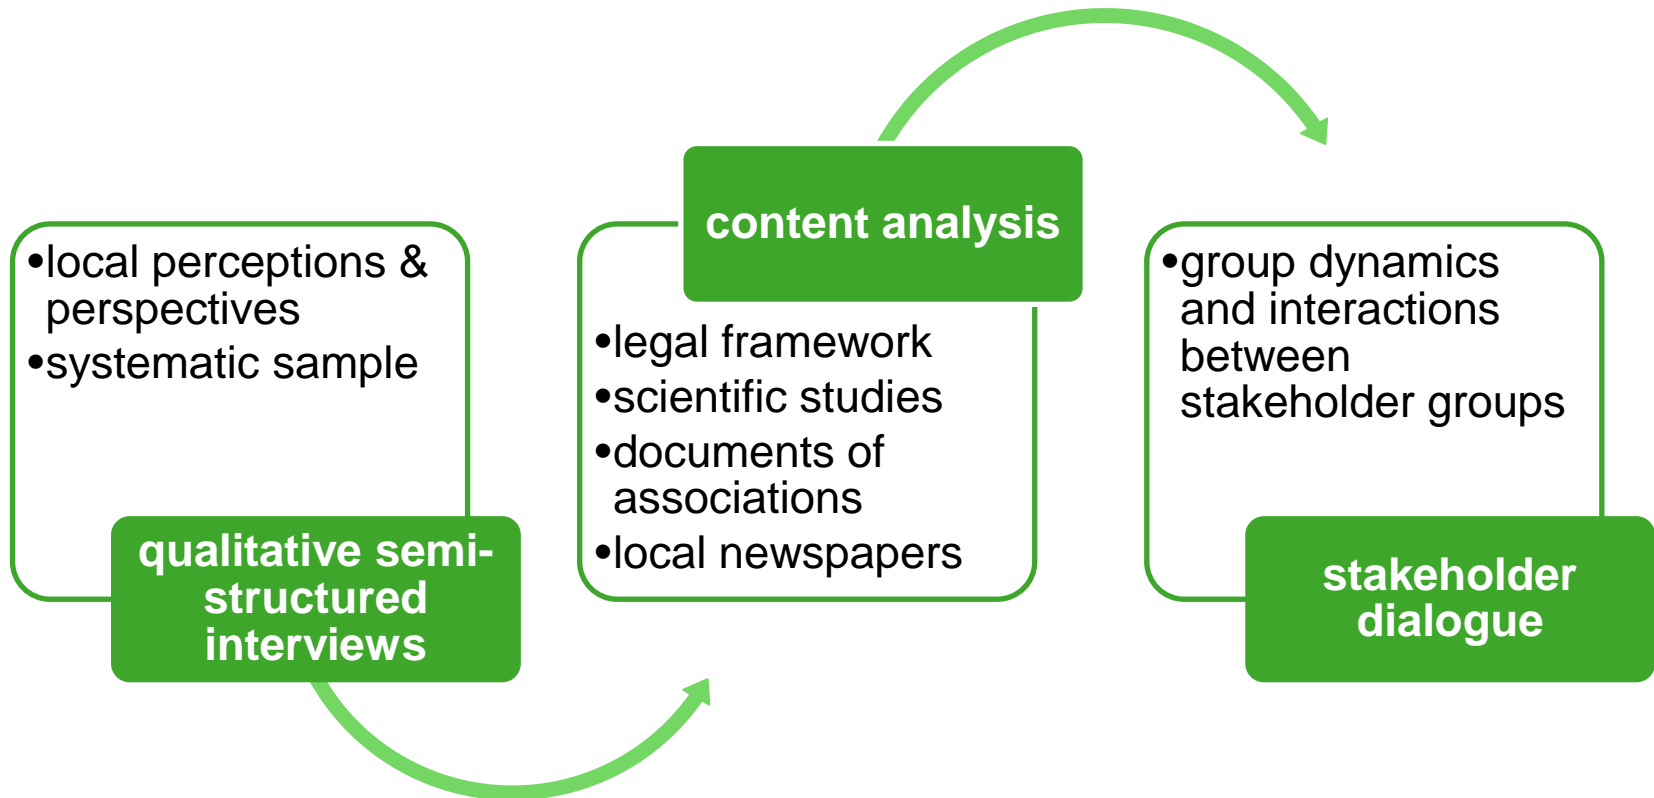 •local perceptions &
perspectives
•systematic sample
qualitative semi-
structured
interviews
content analysis
•legal framework
•scientific studies
•documents of
associations
•local newspapers
•group dynamics
and interactions
between
stakeholder groups
stakeholder
dialogue